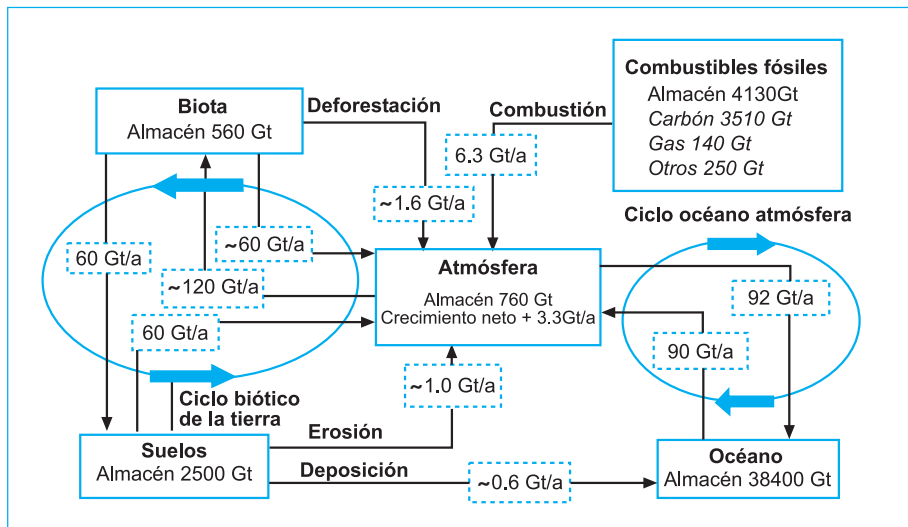 Combustibles fósiles
Almacén 4130Gt
Carbón 3510 Gt
Gas 140 Gt
Otros 250 Gt
Biota
Almacén 560 Gt
Deforestación
Combustión
6.3 Gt/a
~1.6 Gt/a
Ciclo océano atmósfera
60 Gt/a
~60 Gt/a
~120 Gt/a
60 Gt/a
Atmósfera
Almacén 760 Gt
Crecimiento neto + 3.3Gt/a
92 Gt/a
90 Gt/a
~1.0 Gt/a
Ciclo biótico
de la tierra
Erosión
Suelos
Almacén 2500 Gt
Deposición
~0.6 Gt/a
Océano
Almacén 38400 Gt